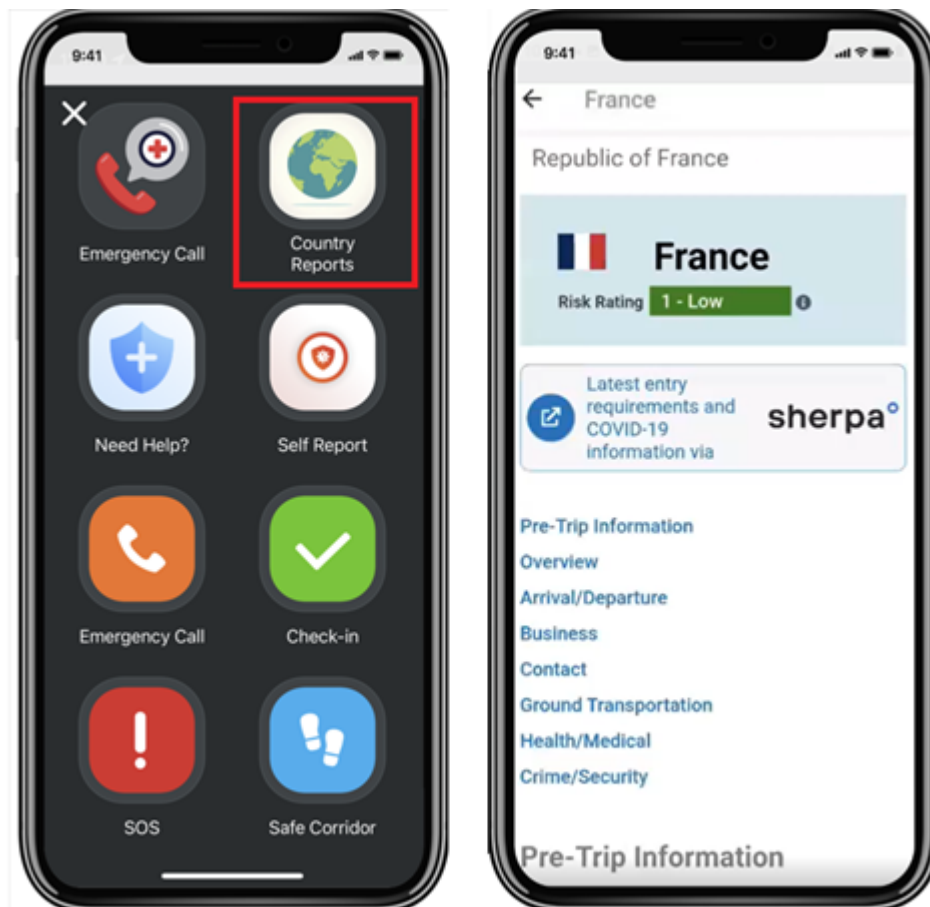 9:41
Emergency Call
Country
Reports
Need Help?
Self Report
Emergency Call
Check-in
SOS
Safe Corridor
9:41
France
Republic of France
France
Risk Rating 1 - Low
Latest entry
requirements and
COVID-19
information via
sherpa°
Pre-Trip Information
Overview
Arrival/Departure
Business
Contact
Ground Transportation
Health/Medical
Crime/Security
Pre-Trip Information